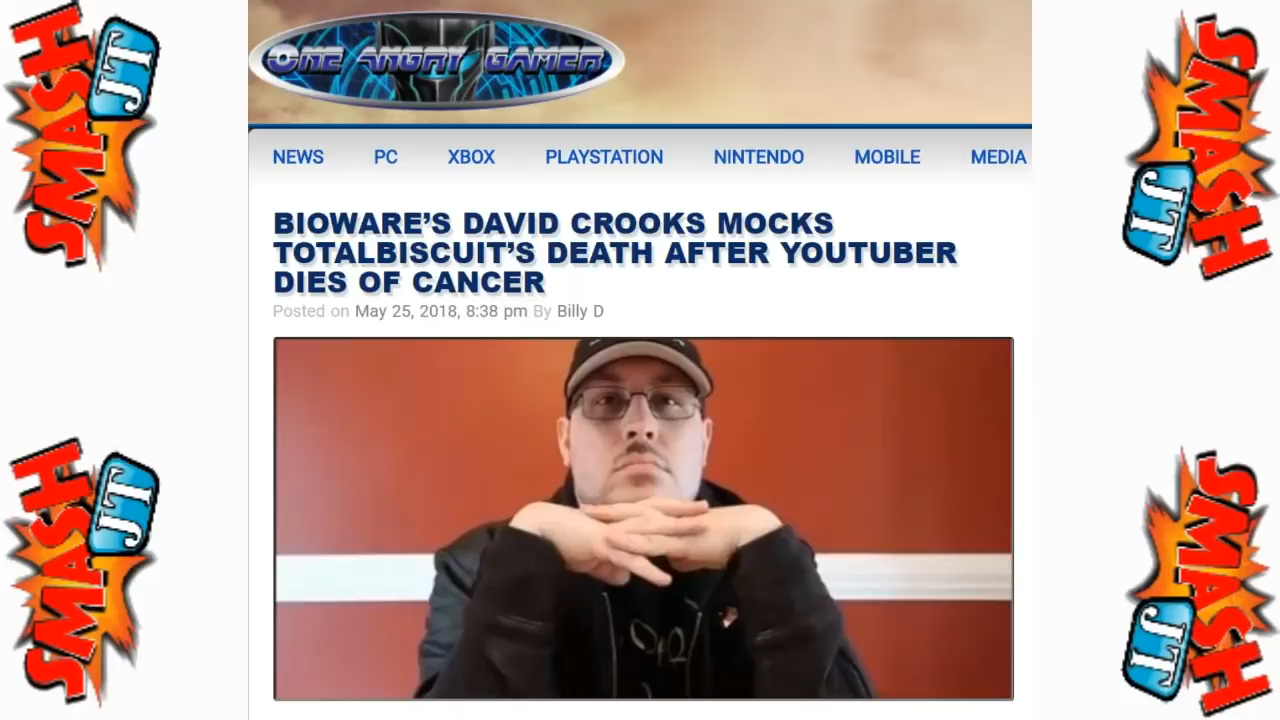 SMASH JT
SMASH JT
ONE ANGRY GAMER
NEWS PC XBOX PLAYSTATION NINTENDO MOBILE MEDIA
BIOWARE'S DAVID CROOKS MOCKS
TOTALBISCUIT'S DEATH AFTER YOUTUBER
DIES OF CANCER
Posted on May 25, 2018, 8:38 pm By Billy D
SMASH JT
SMASH JT